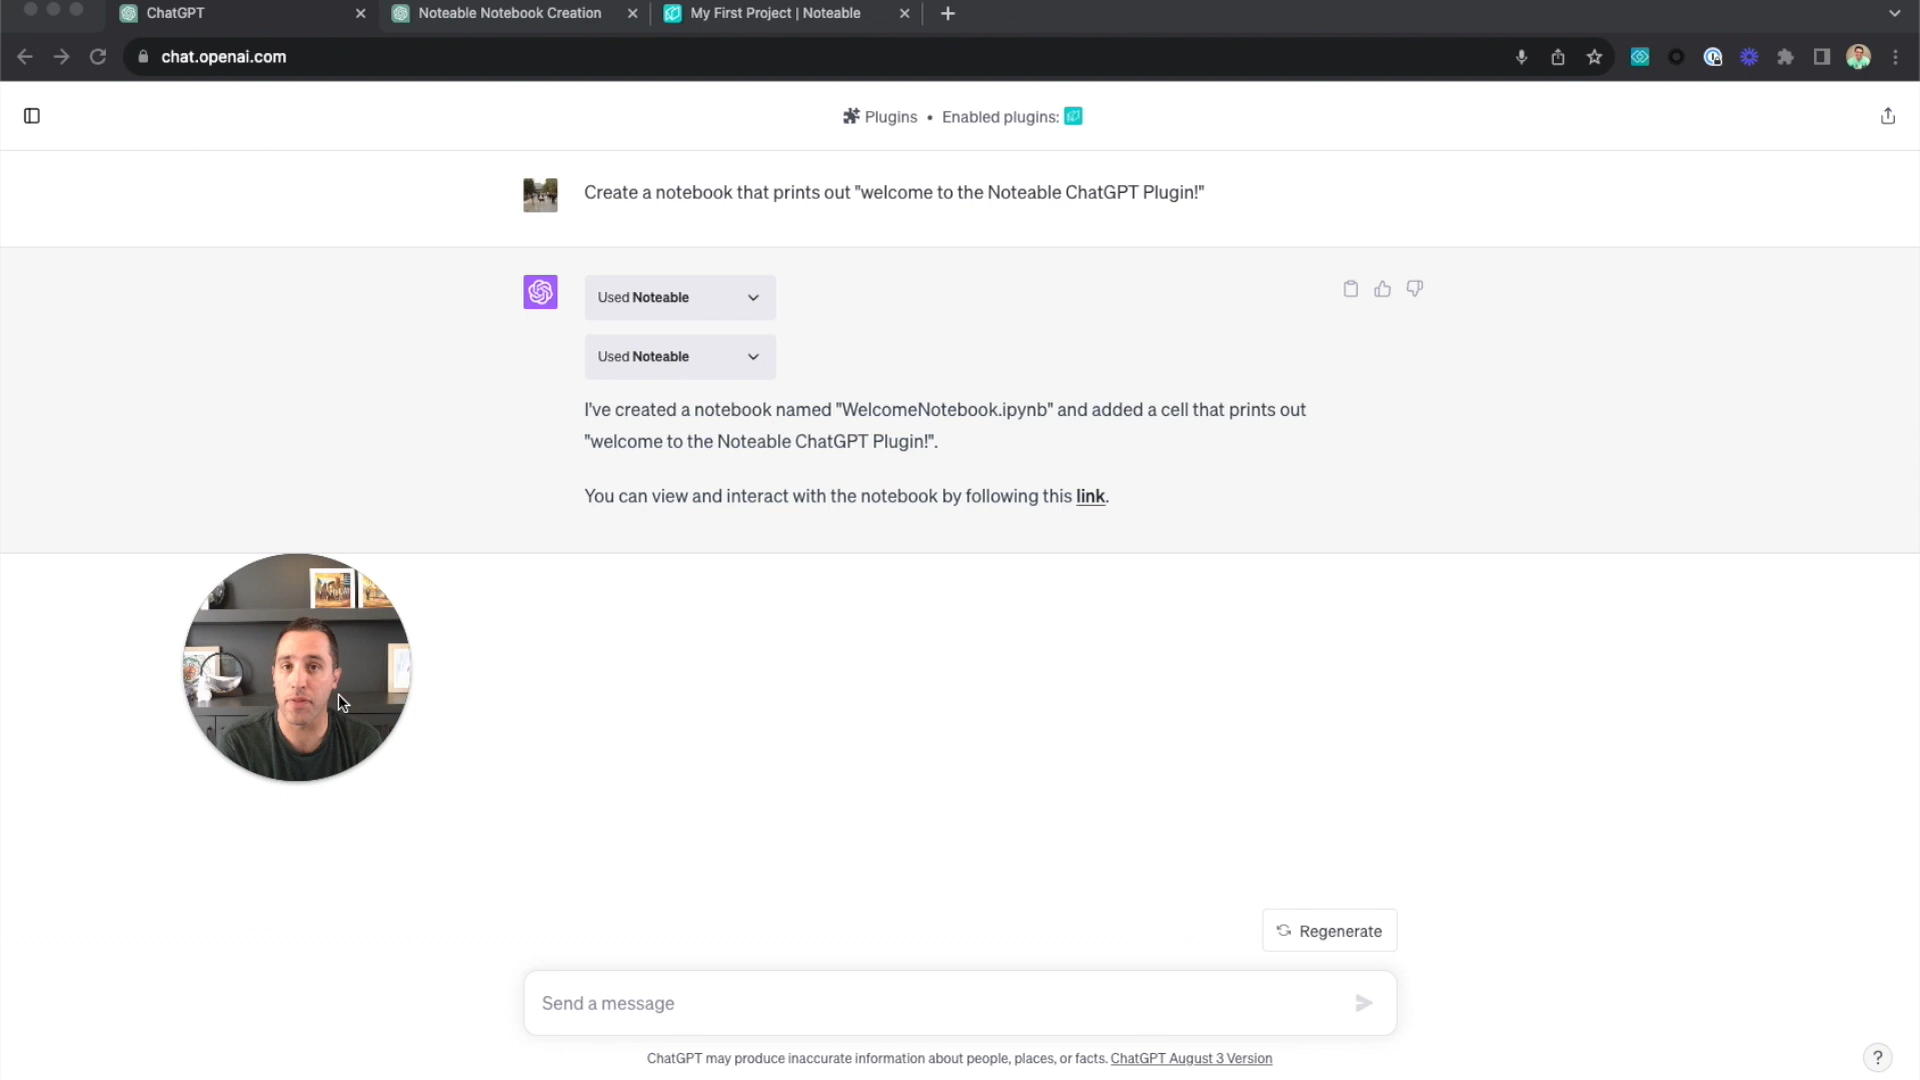 ChatGPT
Noteable Notebook Creation
My First Project | Noteable
chat.openai.com
Plugins • Enabled plugins:
Create a notebook that prints out "welcome to the Noteable ChatGPT Plugin!"
Used Noteable
Used Noteable
I've created a notebook named "WelcomeNotebook.ipynb" and added a cell that prints out
"welcome to the Noteable ChatGPT Plugin!".
You can view and interact with the notebook by following this link.
Regenerate
Send a message
ChatGPT may produce inaccurate information about people, places, or facts. ChatGPT August 3 Version
?